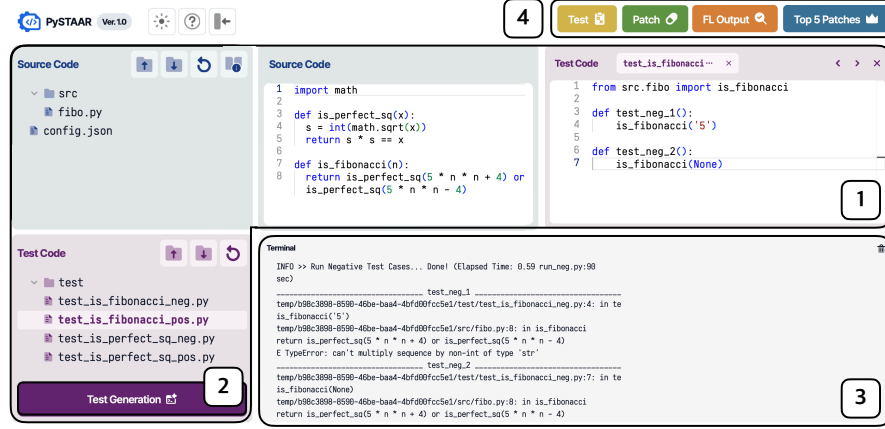 PySTAAR Ver. 1.0
4
Test
Patch
FL Output
Top 5 Patches
Source Code
src
fibo.py
config.json
Source Code
1 import math
2
3 def is_perfect_sq(x):
4 s = int(math.sqrt(x))
5 return s * s == x
6
7 def is_fibonacci(n):
8 return is_perfect_sq(5 * n * n + 4) or
is_perfect_sq(5 * n * n - 4)
Test Code test_is_fibonacci··· × < > ×
1 from src.fibo import is_fibonacci
2
3 def test_neg_1():
4 is_fibonacci('5')
5
6 def test_neg_2():
7 is_fibonacci(None)
1
Test Code
test
test_is_fibonacci_neg.py
test_is_fibonacci_pos.py
test_is_perfect_sq_neg.py
test_is_perfect_sq_pos.py
Test Generation
2
Terminal
INFO >> Run Negative Test Cases... Done! (Elapsed Time: 0.59 run_neg.py:90
sec)
_________________________________ test_neg_1 _________________________________
temp/b98c3898-8590-46be-baa4-4bfd00fcc5e1/test/test_is_fibonacci_neg.py:4: in te
is_fibonacci('5')
temp/b98c3898-8590-46be-baa4-4bfd00fcc5e1/src/fibo.py:8: in is_fibonacci
return is_perfect_sq(5 * n * n + 4) or is_perfect_sq(5 * n * n - 4)
E TypeError: can't multiply sequence by non-int of type 'str'
_________________________________ test_neg_2 _________________________________
temp/b98c3898-8590-46be-baa4-4bfd00fcc5e1/test/test_is_fibonacci_neg.py:7: in te
is_fibonacci(None)
temp/b98c3898-8590-46be-baa4-4bfd00fcc5e1/src/fibo.py:8: in is_fibonacci
return is_perfect_sq(5 * n * n + 4) or is_perfect_sq(5 * n * n - 4)
3